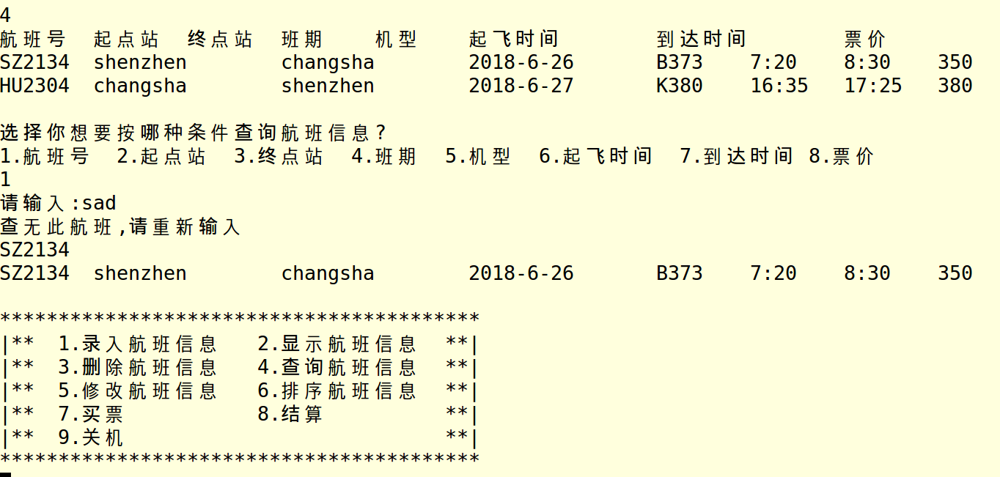 4
航班号 起点站 终点站 班期 机型 起飞时间 到达时间 票价
SZ2134 shenzhen changsha 2018-6-26 B373 7:20 8:30 350
HU2304 changsha shenzhen 2018-6-27 K380 16:35 17:25 380
选择你想要按哪种条件查询航班信息?
1.航班号 2.起点站 3.终点站 4.班期 5.机型 6.起飞时间 7.到达时间 8.票价
1
请输入:sad
查无此航班,请重新输入
SZ2134
SZ2134 shenzhen changsha 2018-6-26 B373 7:20 8:30 350
*****************************************
|** 1.录入航班信息 2.显示航班信息 **|
|** 3.删除航班信息 4.查询航班信息 **|
|** 5.修改航班信息 6.排序航班信息 **|
|** 7.买票 8.结算 **|
|** 9.关机 **|
*****************************************